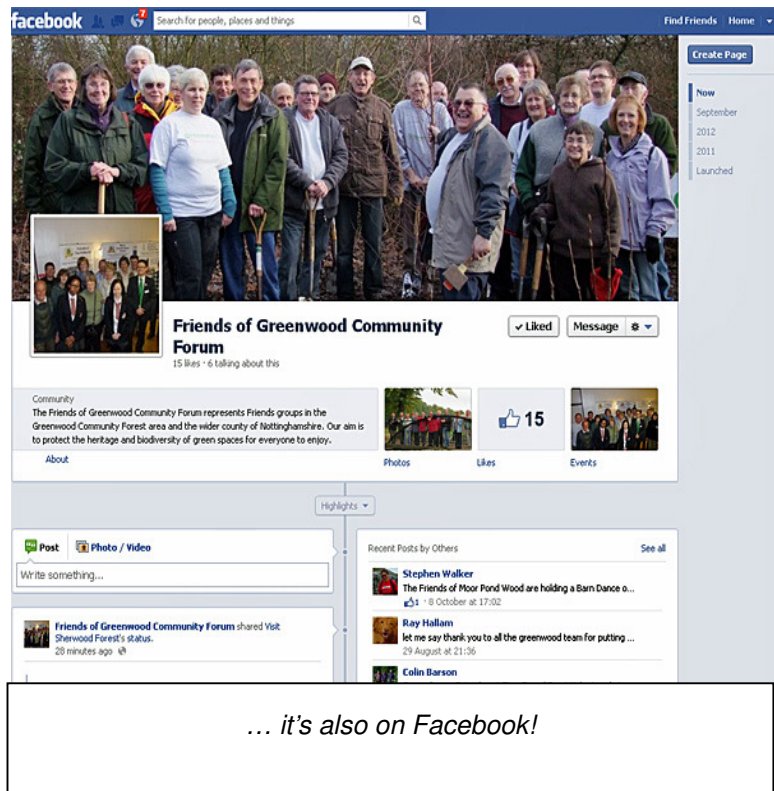 facebook
7
Search for people, places and things
Find Friends
Home
Create Page
Now
September
2012
2011
Launched
Friends of Greenwood Community
Forum
15 likes · 6 talking about this
✓ Liked
Message
Community
The Friends of Greenwood Community Forum represents Friends groups in the
Greenwood Community Forest area and the wider county of Nottinghamshire. Our aim is
to protect the heritage and biodiversity of green spaces for everyone to enjoy.
About
15
Photos
Likes
Events
Highlights
Post
Photo / Video
Write something...
Friends of Greenwood Community Forum shared Visit
Sherwood Forest's status.
28 minutes ago
Recent Posts by Others
See all
Stephen Walker
The Friends of Moor Pond Wood are holding a Barn Dance o...
1 · 8 October at 17:02
Ray Hallam
let me say thank you to all the greenwood team for putting ...
29 August at 21:36
Colin Barson
… it's also on Facebook!